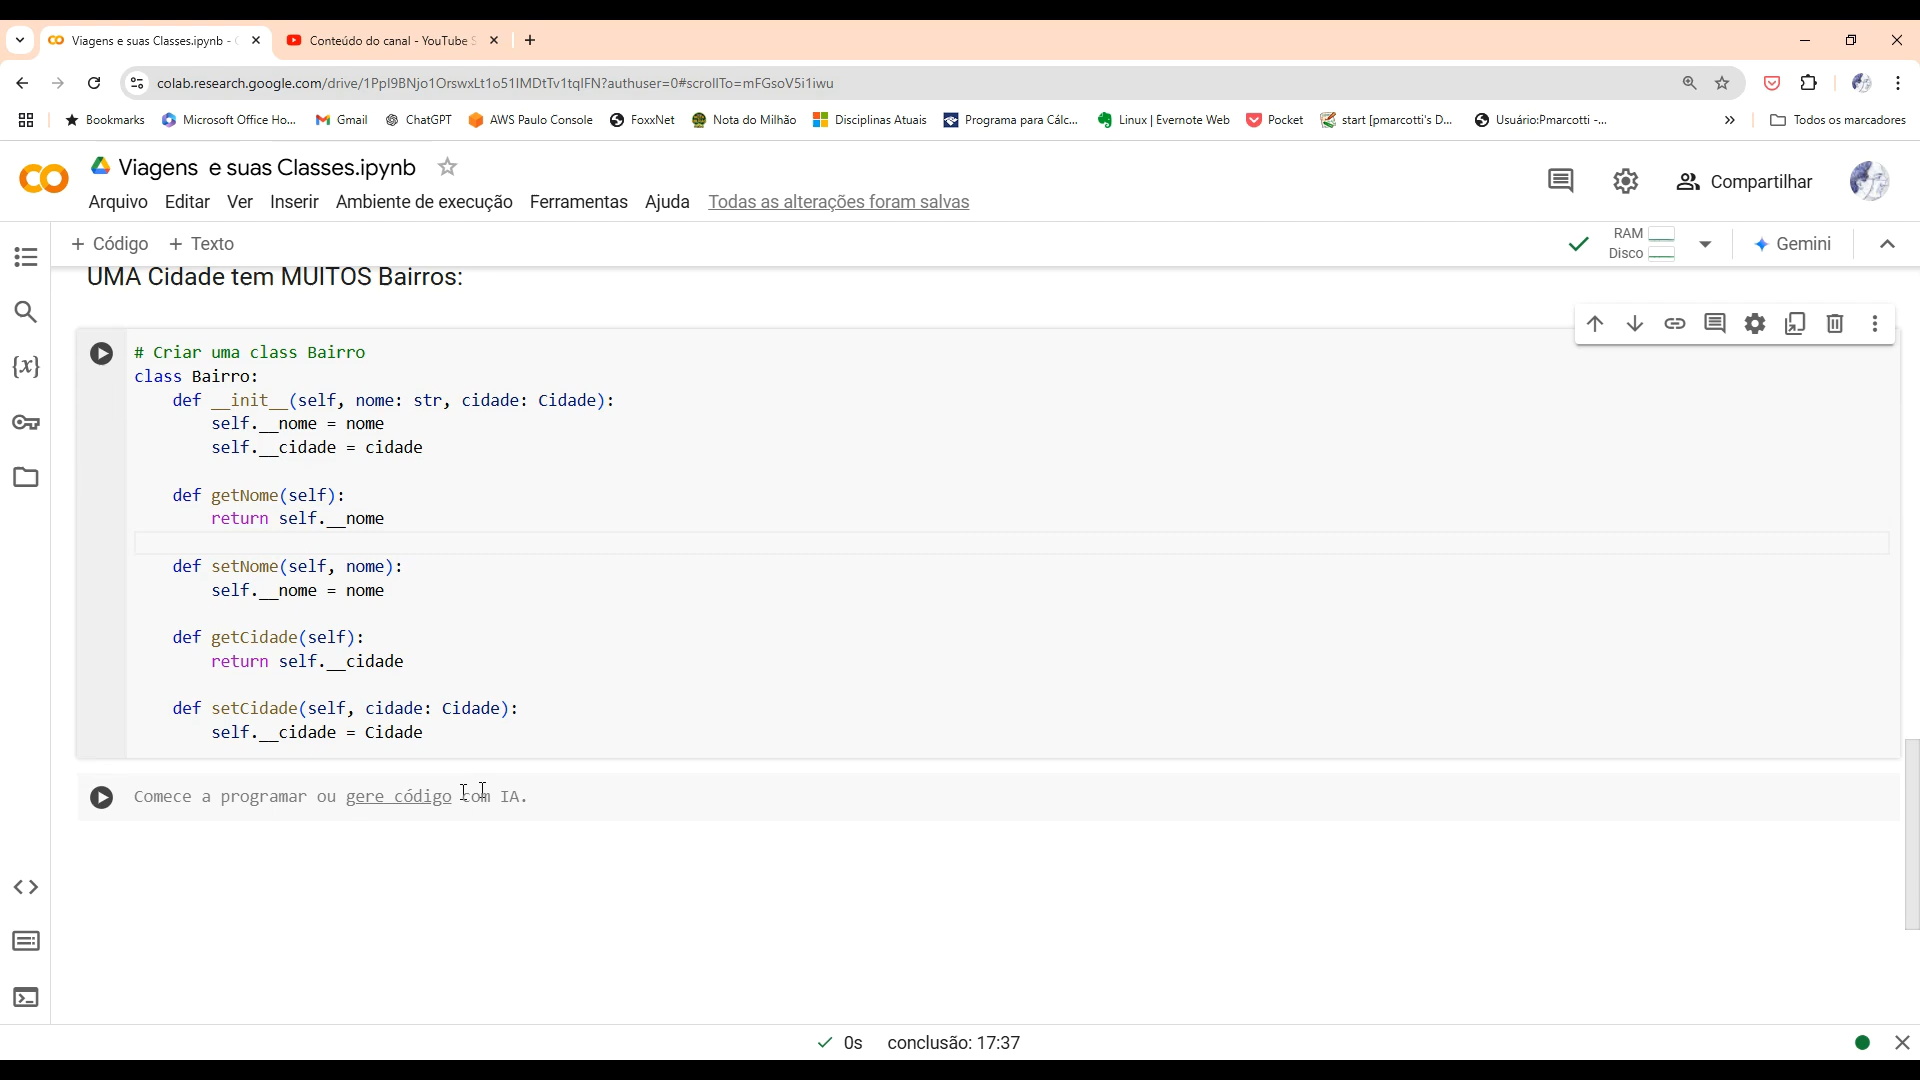 Viagens e suas Classes.ipynb -
Conteúdo do canal - YouTube S
colab.research.google.com/drive/1PpI9BNjo1OrswxLt1o51IMDtTv1tqIFN?authuser=0#scrollTo=mFGsoV5i1iwu
Bookmarks
Microsoft Office Ho...
Gmail
ChatGPT
AWS Paulo Console
FoxxNet
Nota do Milhão
Disciplinas Atuais
Programa para Cálc...
Linux | Evernote Web
Pocket
start [pmarcotti's D...
Usuário:Pmarcotti -...
»
Todos os marcadores
Viagens e suas Classes.ipynb
Arquivo Editar Ver Inserir Ambiente de execução Ferramentas Ajuda Todas as alterações foram salvas
Compartilhar
+ Código + Texto
RAM
Disco
Gemini
UMA Cidade tem MUITOS Bairros:
{x}
# Criar uma class Bairro
class Bairro:
def __init__(self, nome: str, cidade: Cidade):
self.__nome = nome
self.__cidade = cidade
def getNome(self):
return self.__nome
def setNome(self, nome):
self.__nome = nome
def getCidade(self):
return self.__cidade
def setCidade(self, cidade: Cidade):
self.__cidade = Cidade
Comece a programar ou gere código com IA.
0s conclusão: 17:37